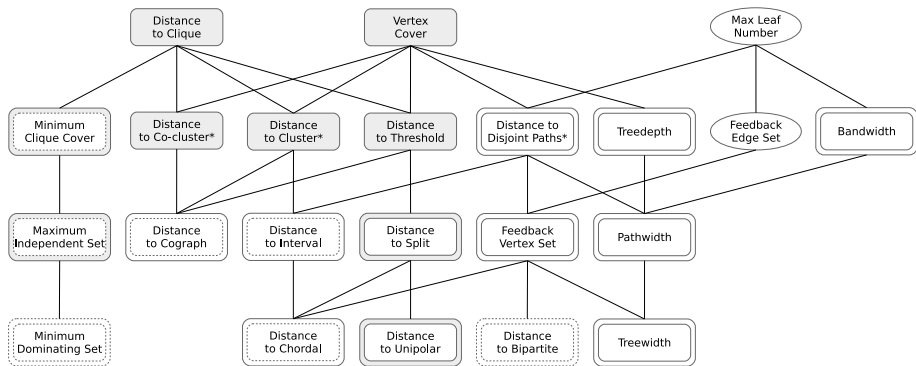 Distance
to Clique
Vertex
Cover
Max Leaf
Number
Minimum
Clique Cover
Distance
to Co-cluster*
Distance
to Cluster*
Distance
to Threshold
Distance to
Disjoint Paths*
Treedepth
Feedback
Edge Set
Bandwidth
Maximum
Independent Set
Distance
to Cograph
Distance
to Interval
Distance
to Split
Feedback
Vertex Set
Pathwidth
Minimum
Dominating Set
Distance
to Chordal
Distance
to Unipolar
Distance
to Bipartite
Treewidth